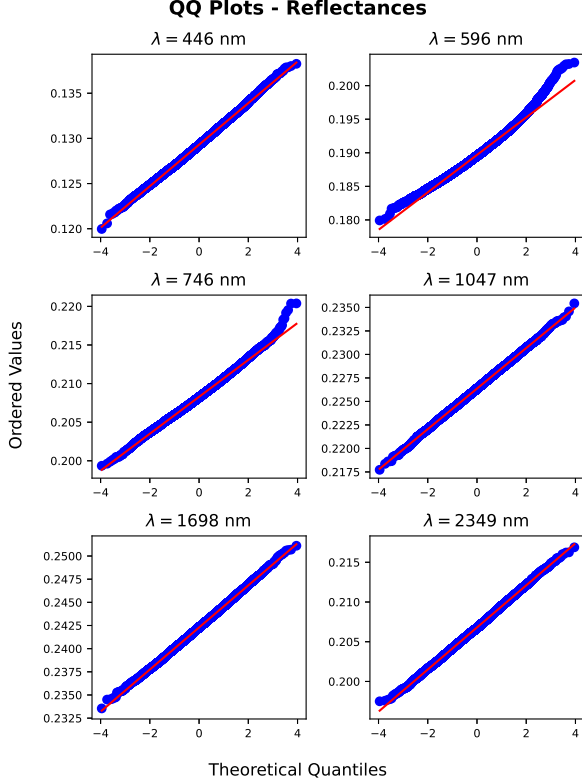 QQ Plots - Reflectances
λ = 446 nm
λ = 596 nm
0.135
0.130
0.125
0.120
−4 −2 0 2 4
0.200
0.195
0.190
0.185
0.180
−4 −2 0 2 4
λ = 746 nm
λ = 1047 nm
0.220
0.215
0.210
0.205
0.200
−4 −2 0 2 4
0.2350
0.2325
0.2300
0.2275
0.2250
0.2225
0.2200
0.2175
−4 −2 0 2 4
Ordered Values
λ = 1698 nm
λ = 2349 nm
0.2500
0.2475
0.2450
0.2425
0.2400
0.2375
0.2350
0.2325
−4 −2 0 2 4
0.215
0.210
0.205
0.200
−4 −2 0 2 4
Theoretical Quantiles